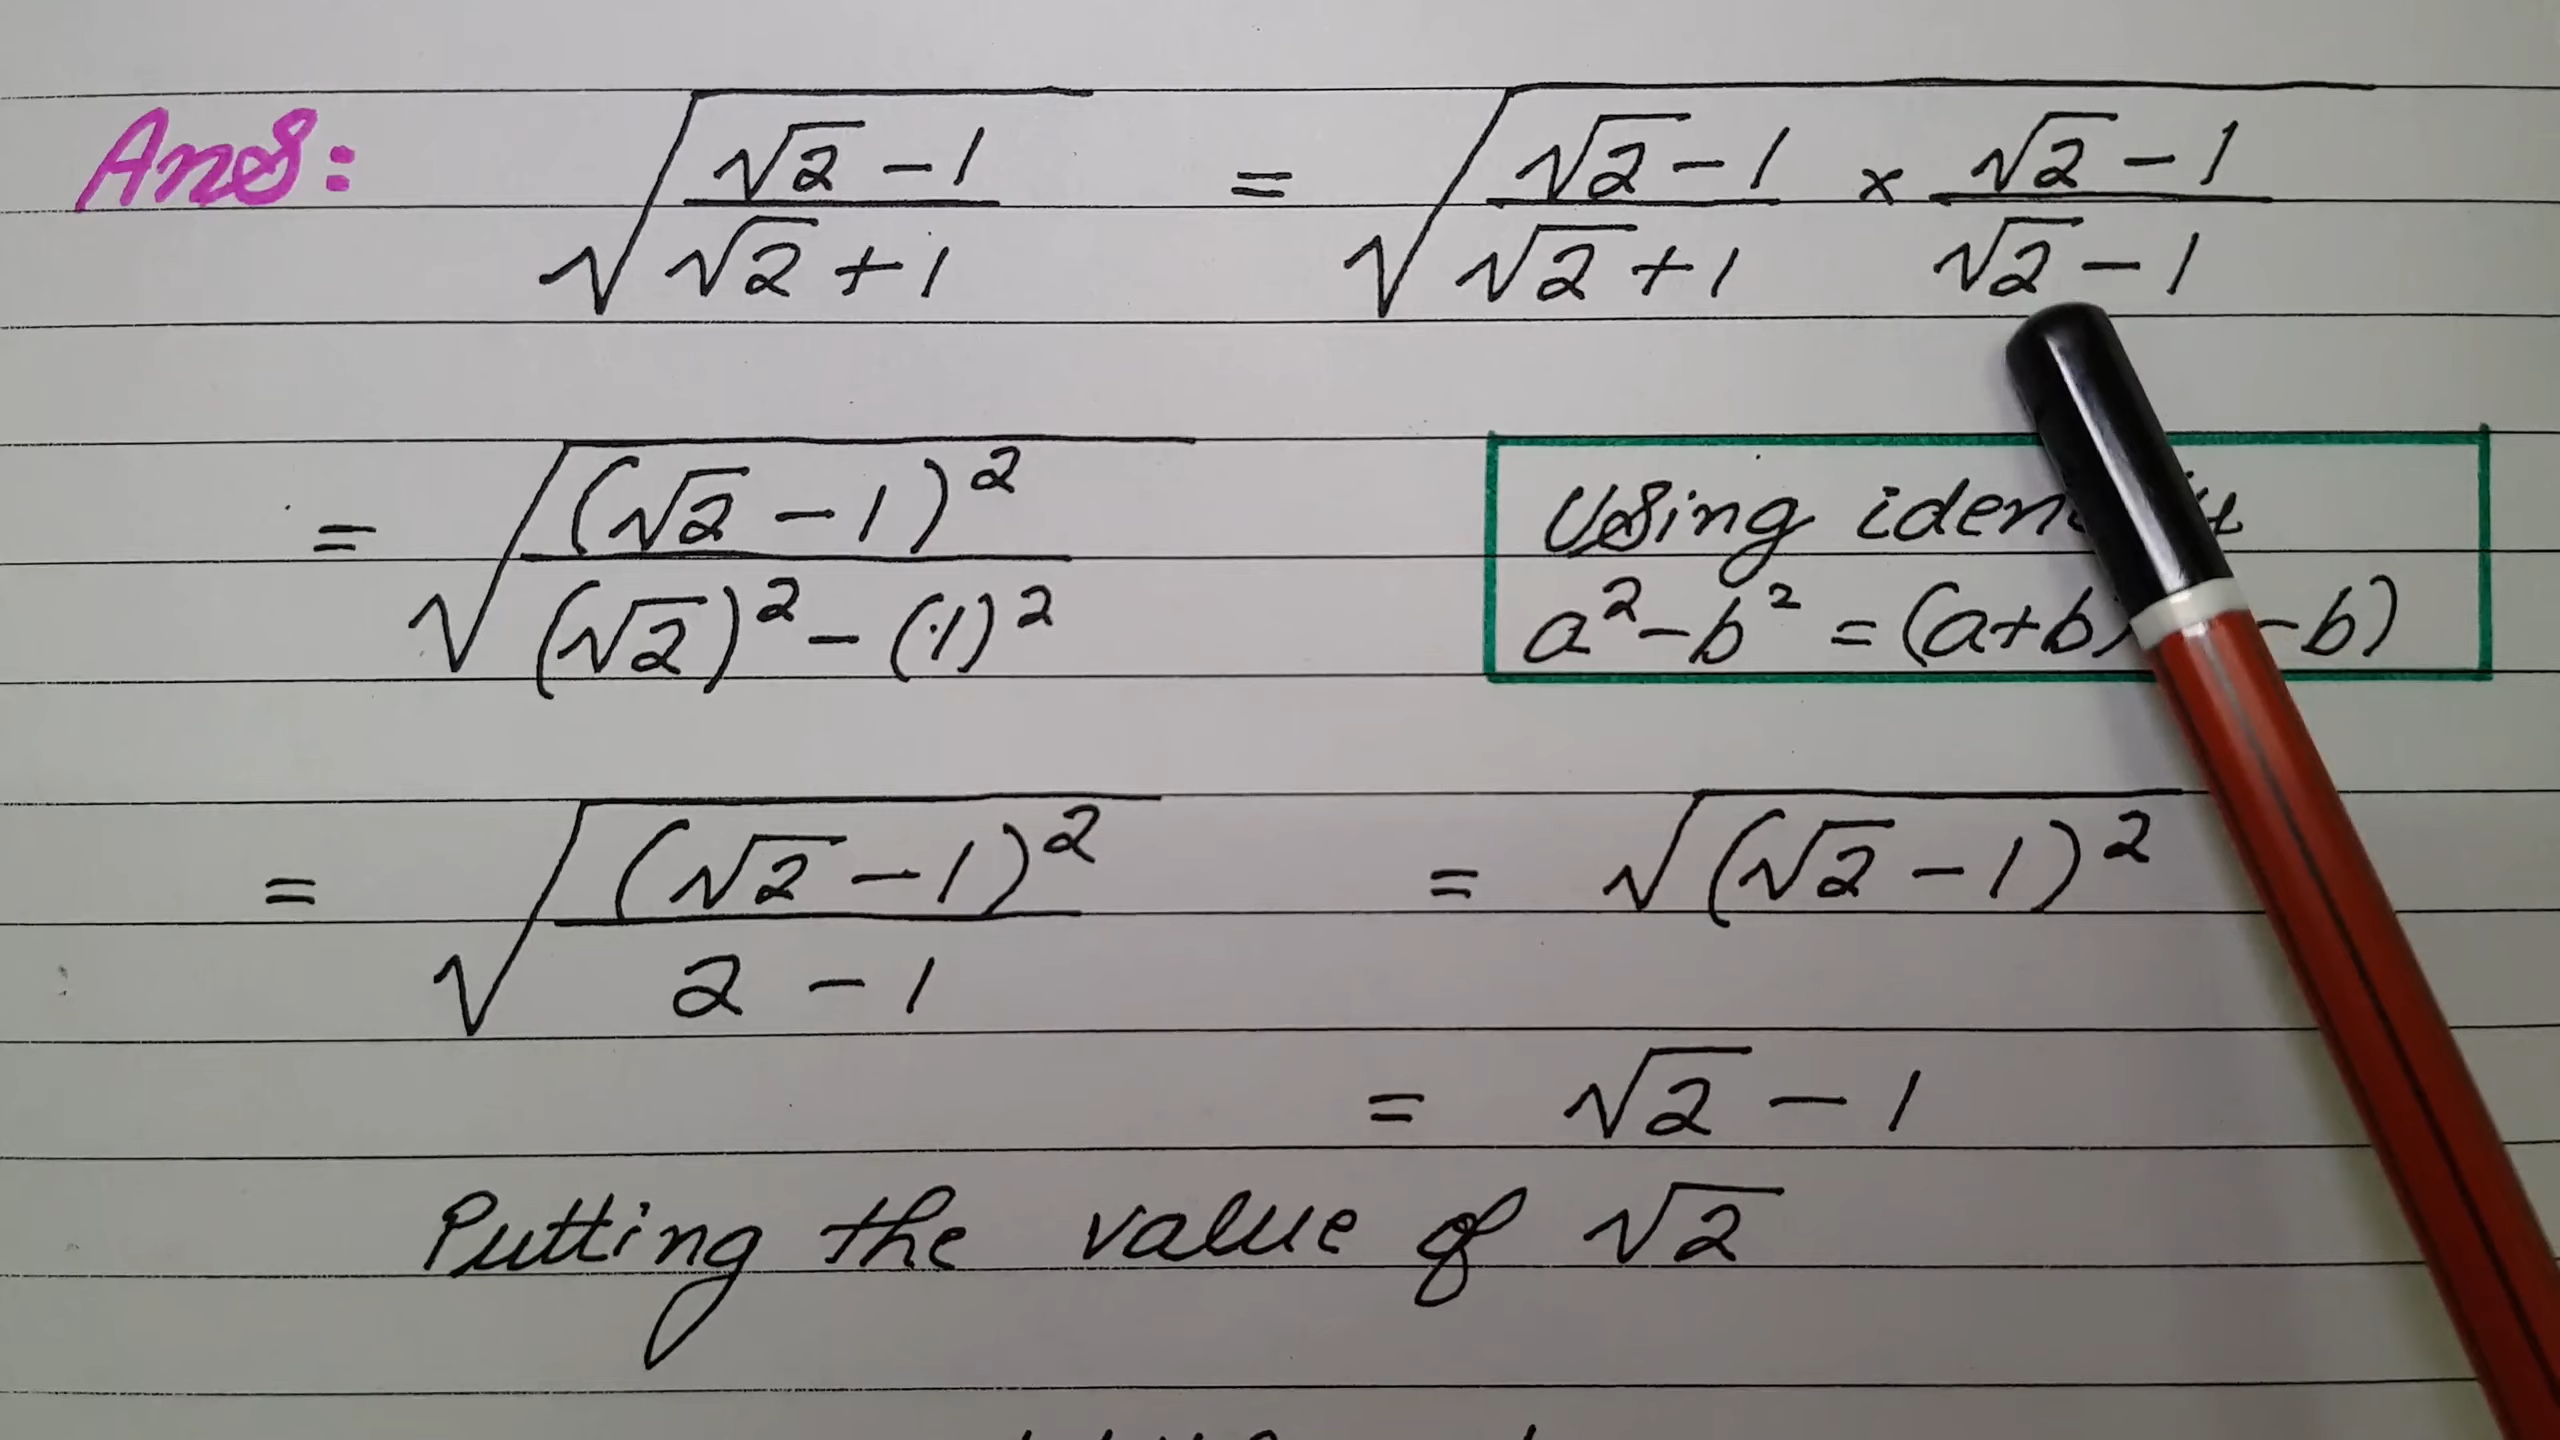 Ans: √((√2 - 1)/(√2 + 1)) = √((√2 - 1)/(√2 + 1) × (√2 - 1)/(√2 - 1))
= √((√2 - 1)²/((√2)² - (1)²))
Using
a² - b² = (a+b) - b)
= √((√2 - 1)²/(2 - 1)) = √(√2 - 1)²
= √2 - 1
Putting the value of √2